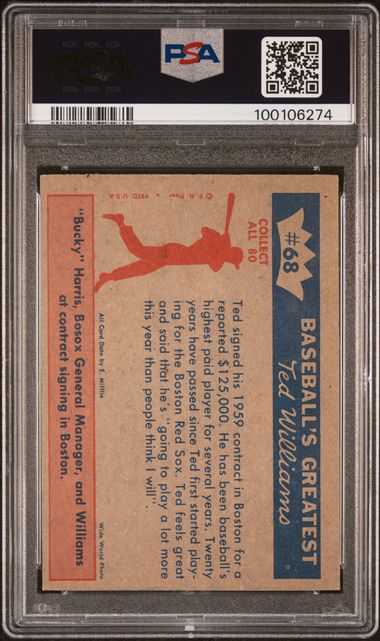 PSA
100106274
#68
BASEBALL'S GREATEST
Ted Williams
COLLECT
ALL 80
© F. H. Fleer • PRTD. U.S.A.
Ted signed his 1959 contract in Boston for a
reported $125,000. He has been baseball's
highest paid player for several years. Twenty
years have passed since Ted first started play-
ing for the Boston Red Sox. Ted feels great
and said that he's "going to play a lot more
this year than people think I will".
All Card Data by E. Mifflin
Wide World Photo
"Bucky" Harris, Bosox General Manager, and Williams
at contract signing in Boston.